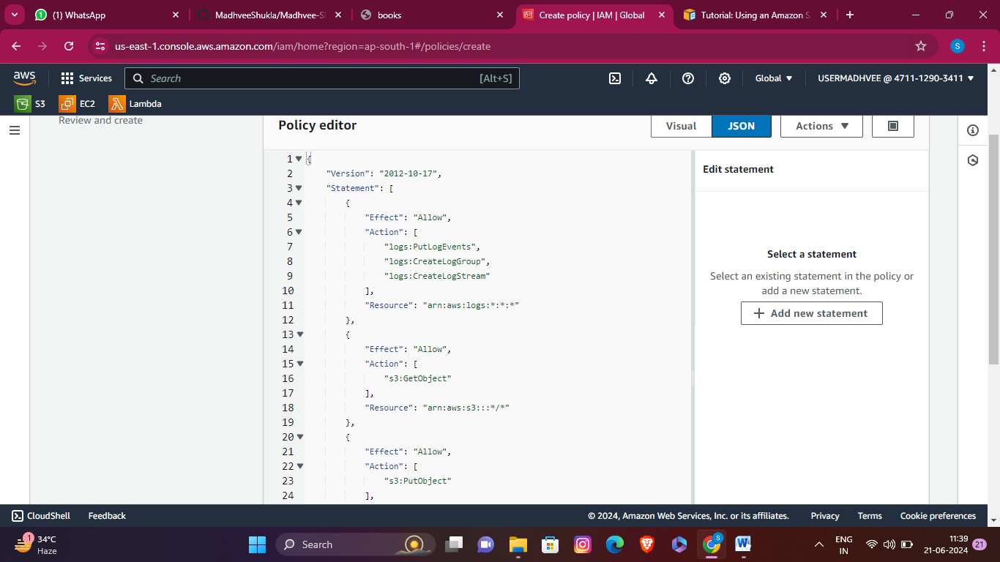 (1) WhatsApp
MadhveeShukla/Madhvee-S
books
Create policy | IAM | Global
Tutorial: Using an Amazon S
us-east-1.console.aws.amazon.com/iam/home?region=ap-south-1#/policies/create
S
aws
Services
Search
[Alt+S]
Global
USERMADHVEE @ 4711-1290-3411
S3
EC2
Lambda
Review and create
Policy editor
Visual
JSON
Actions
1 {
2 "Version": "2012-10-17",
3 "Statement": [
4 {
5 "Effect": "Allow",
6 "Action": [
7 "logs:PutLogEvents",
8 "logs:CreateLogGroup",
9 "logs:CreateLogStream"
10 ],
11 "Resource": "arn:aws:logs:*:*:*"
12 },
13 {
14 "Effect": "Allow",
15 "Action": [
16 "s3:GetObject"
17 ],
18 "Resource": "arn:aws:s3:::*/*"
19 },
20 {
21 "Effect": "Allow",
22 "Action": [
23 "s3:PutObject"
24 ],
Edit statement
Select a statement
Select an existing statement in the policy or
add a new statement.
+ Add new statement
CloudShell
Feedback
© 2024, Amazon Web Services, Inc. or its affiliates.
Privacy
Terms
Cookie preferences
1
34°C
Haze
Search
S
W
ENG
IN
11:39
21-06-2024
21